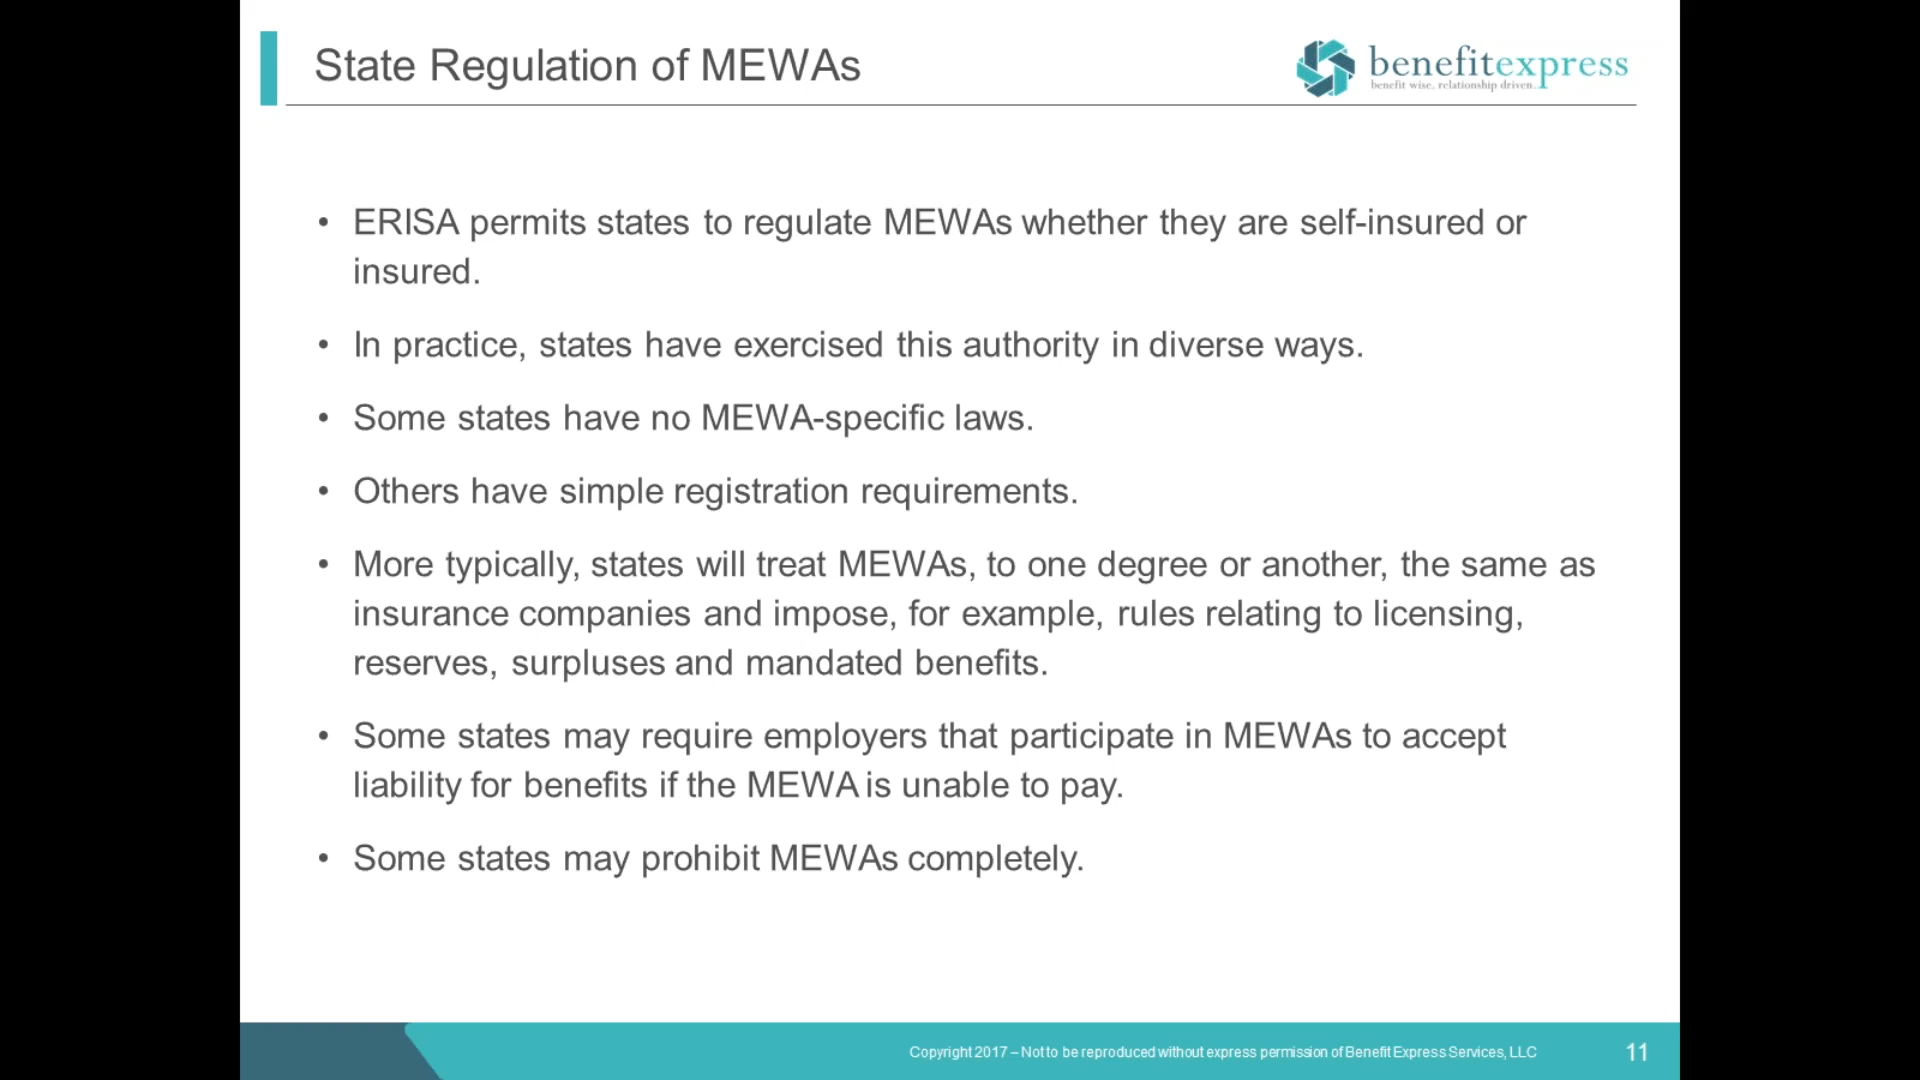 State Regulation of MEWAs
benefitexpress
benefit wise. relationship driven.
• ERISA permits states to regulate MEWAs whether they are self-insured or
insured.
• In practice, states have exercised this authority in diverse ways.
• Some states have no MEWA-specific laws.
• Others have simple registration requirements.
• More typically, states will treat MEWAs, to one degree or another, the same as
insurance companies and impose, for example, rules relating to licensing,
reserves, surpluses and mandated benefits.
• Some states may require employers that participate in MEWAs to accept
liability for benefits if the MEWA is unable to pay.
• Some states may prohibit MEWAs completely.
Copyright 2017 – Not to be reproduced without express permission of Benefit Express Services, LLC
11